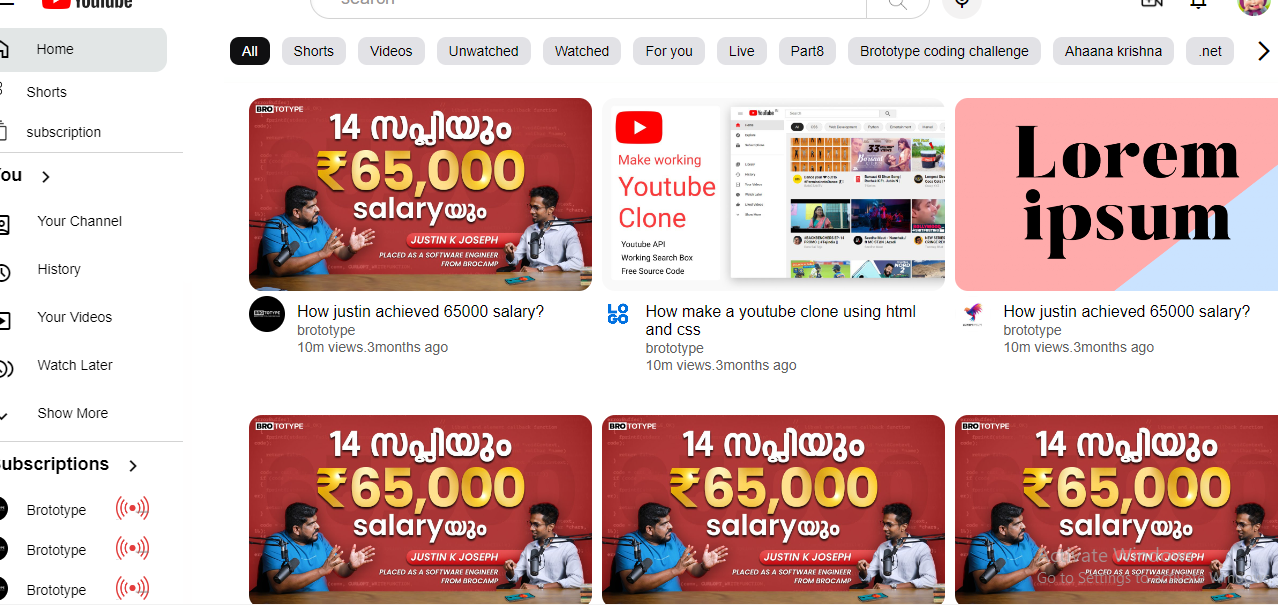 YouTube
search
Home
Shorts
subscription
You
Your Channel
History
Your Videos
Watch Later
Show More
Subscriptions
Brototype
Brototype
Brototype
All
Shorts
Videos
Unwatched
Watched
For you
Live
Part8
Brototype coding challenge
Ahaana krishna
.net
BROTOTYPE
14 സപ്ലിയും
₹65,000
salaryയും
JUSTIN K JOSEPH
PLACED AS A SOFTWARE ENGINEER
FROM BROCAMP
How justin achieved 65000 salary?
brototype
10m views.3months ago
Make working
Youtube
Clone
Youtube API
Working Search Box
Free Source Code
LOGO
How make a youtube clone using html
and css
brototype
10m views.3months ago
Lorem
ipsum
How justin achieved 65000 salary?
brototype
10m views.3months ago
BROTOTYPE
14 സപ്ലിയും
₹65,000
salaryയും
JUSTIN K JOSEPH
PLACED AS A SOFTWARE ENGINEER
FROM BROCAMP
BROTOTYPE
14 സപ്ലിയും
₹65,000
salaryയും
JUSTIN K JOSEPH
PLACED AS A SOFTWARE ENGINEER
FROM BROCAMP
BROTOTYPE
14 സപ്ലിയും
₹65,000
salaryയും
JUSTIN K JOSEPH
PLACED AS A SOFTWARE ENGINEER
FROM BROCAMP
Activate Windows
Go to Settings to